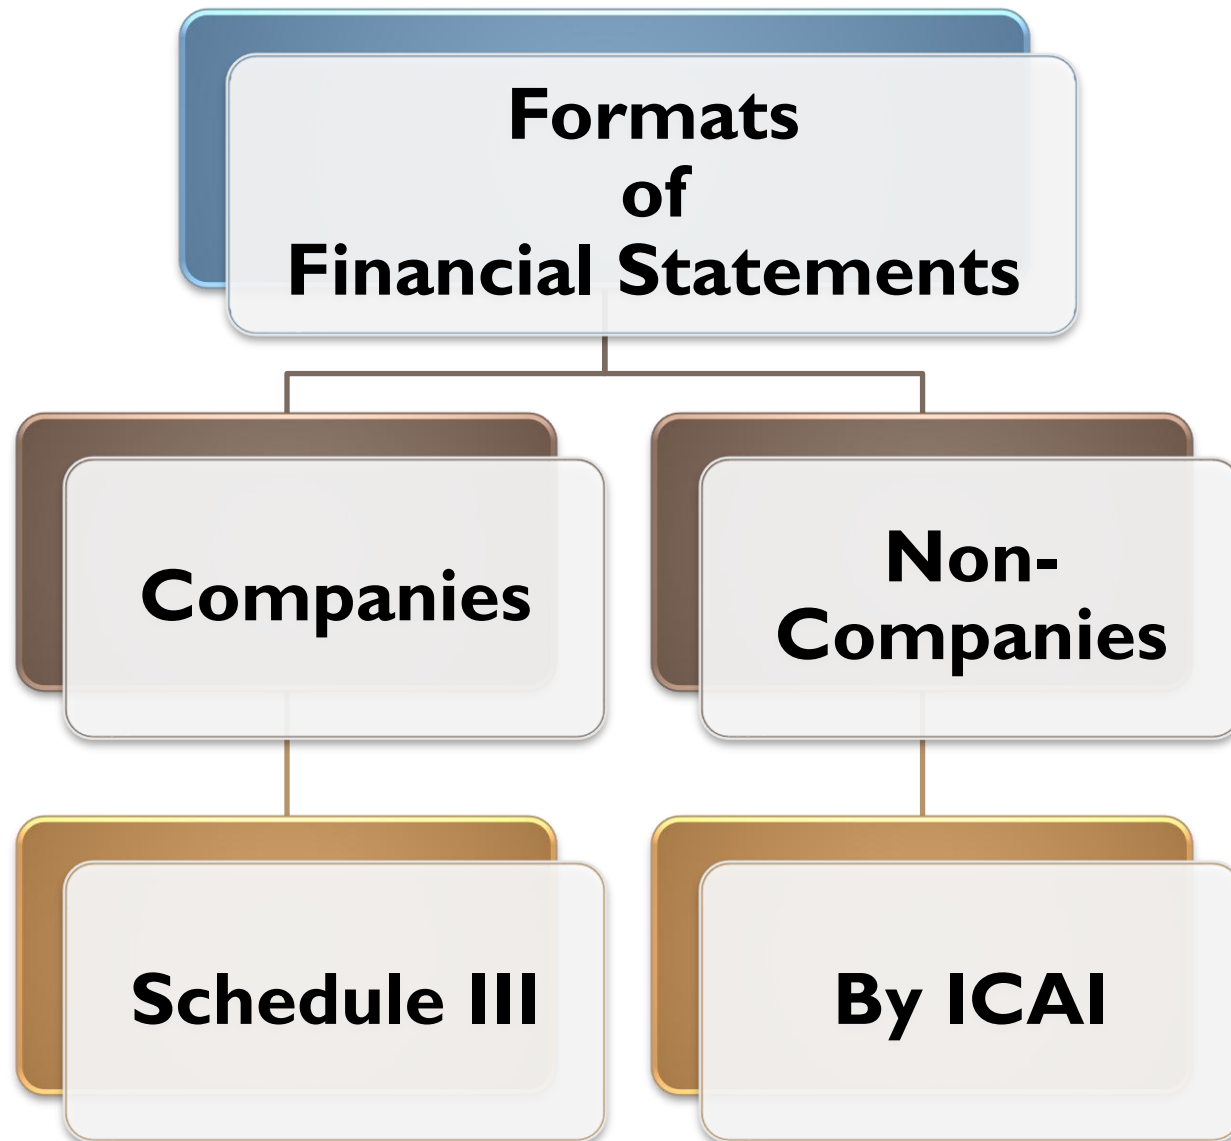 Formats
of
Financial Statements
Companies
Non-
Companies
Schedule III
By ICAI